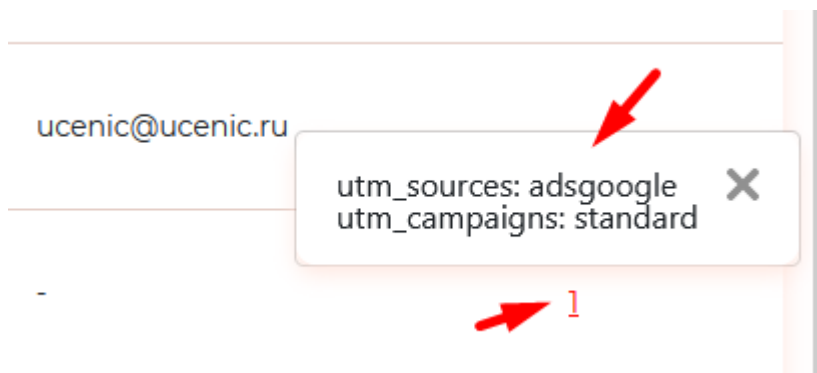 ucenic@ucenic.ru
utm_sources: adsgoogle
utm_campaigns: standard
-
1